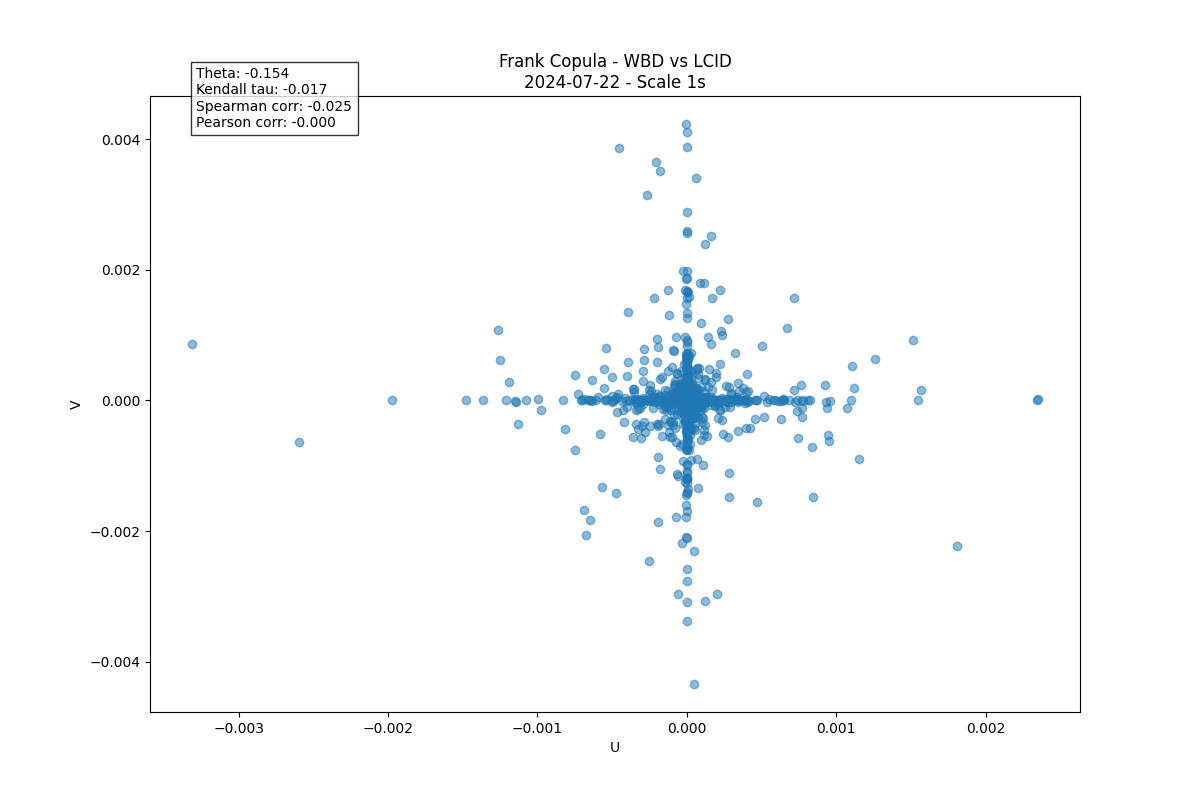 Frank Copula - WBD vs LCID
2024-07-22 - Scale 1s
Theta: -0.154
Kendall tau: -0.017
Spearman corr: -0.025
Pearson corr: -0.000
0.004
0.002
0.000
−0.002
−0.004
V
−0.003
−0.002
−0.001
0.000
0.001
0.002
U